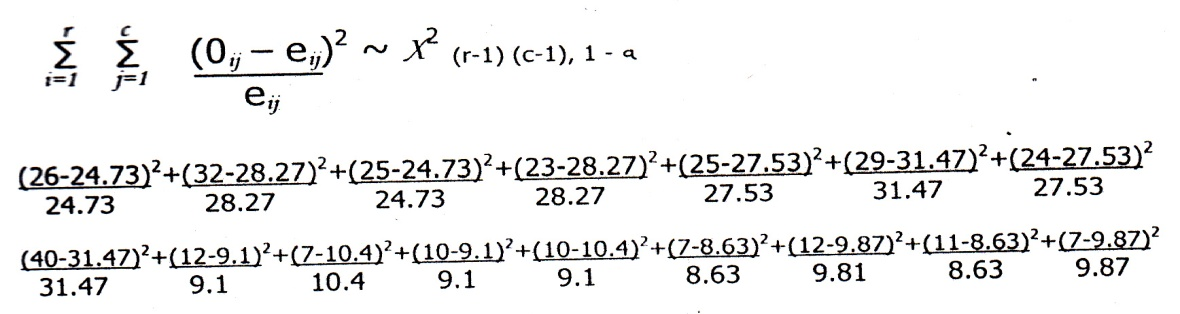 r c
Σ Σ (0ij – eij)² ~ X² (r-1) (c-1), 1 - a
i=1 j=1 eij
(26-24.73)²+(32-28.27)²+(25-24.73)²+(23-28.27)²+(25-27.53)²+(29-31.47)²+(24-27.53)²
24.73 28.27 24.73 28.27 27.53 31.47 27.53
(40-31.47)²+(12-9.1)²+(7-10.4)²+(10-9.1)²+(10-10.4)²+(7-8.63)²+(12-9.87)²+(11-8.63)²+(7-9.87)²
31.47 9.1 10.4 9.1 9.1 8.63 9.81 8.63 9.87